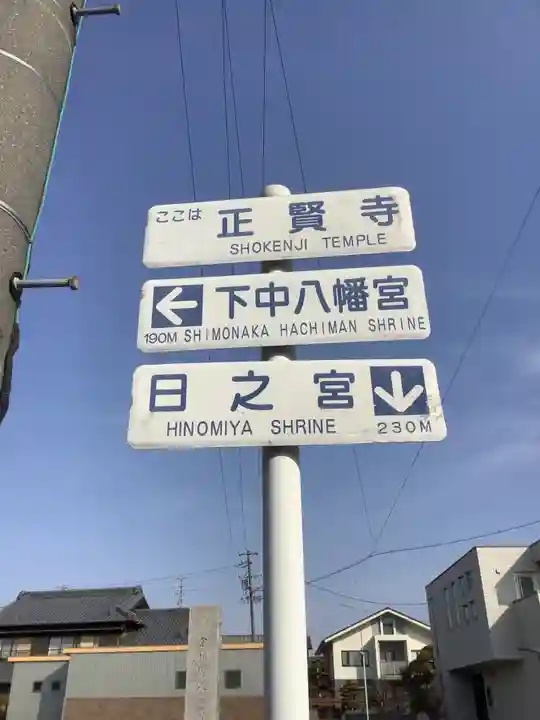 ここは 正賢寺
SHOKENJI TEMPLE
← 下中八幡宮
190M SHIMONAKA HACHIMAN SHRINE
日之宮 ↓
HINOMIYA SHRINE 230M